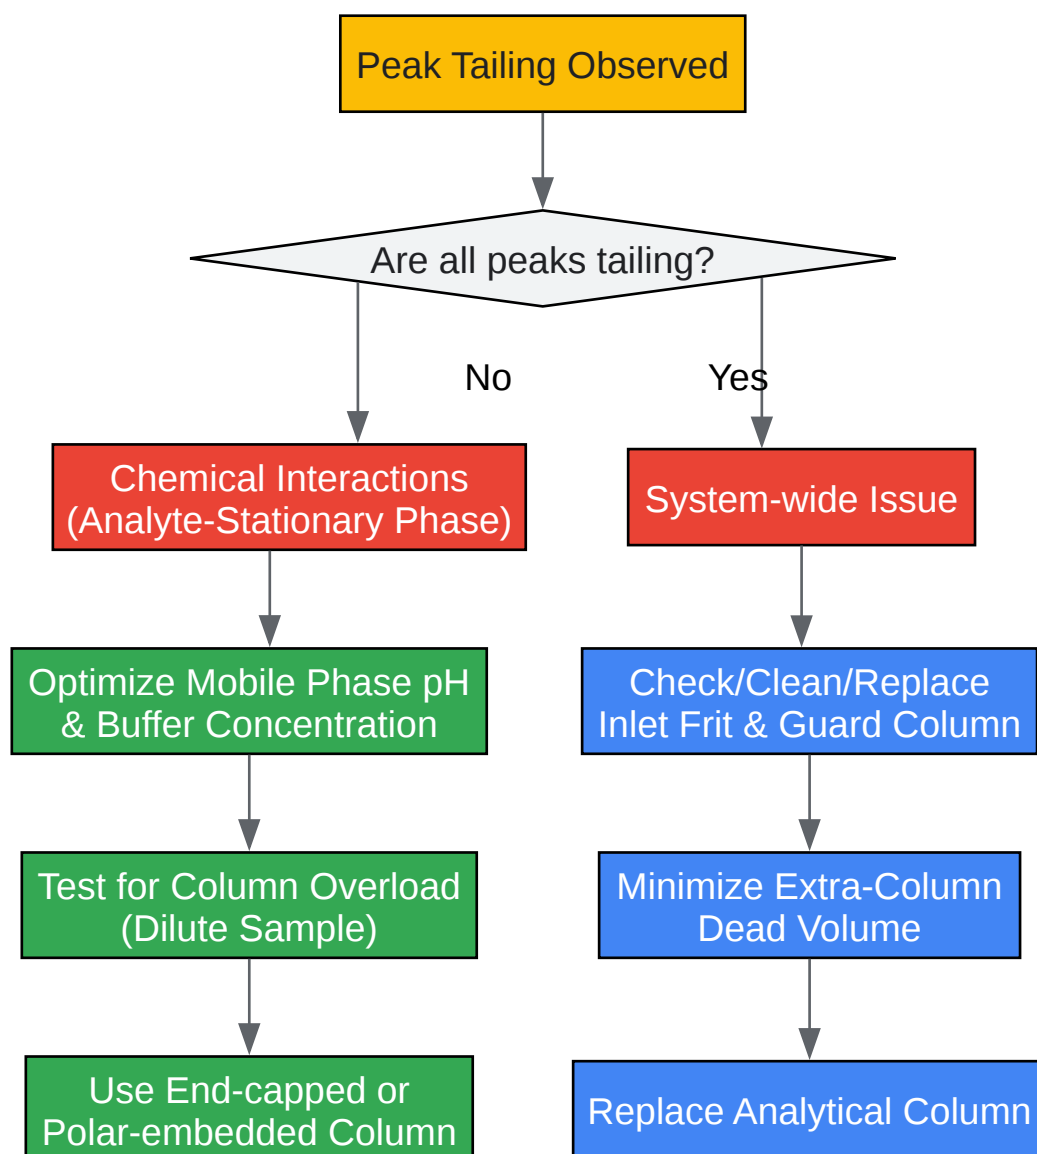 Peak Tailing Observed
Are all peaks tailing?
No
Yes
Chemical Interactions
(Analyte-Stationary Phase)
System-wide Issue
Optimize Mobile Phase pH
& Buffer Concentration
Check/Clean/Replace
Inlet Frit & Guard Column
Test for Column Overload
(Dilute Sample)
Minimize Extra-Column
Dead Volume
Use End-capped or
Polar-embedded Column
Replace Analytical Column